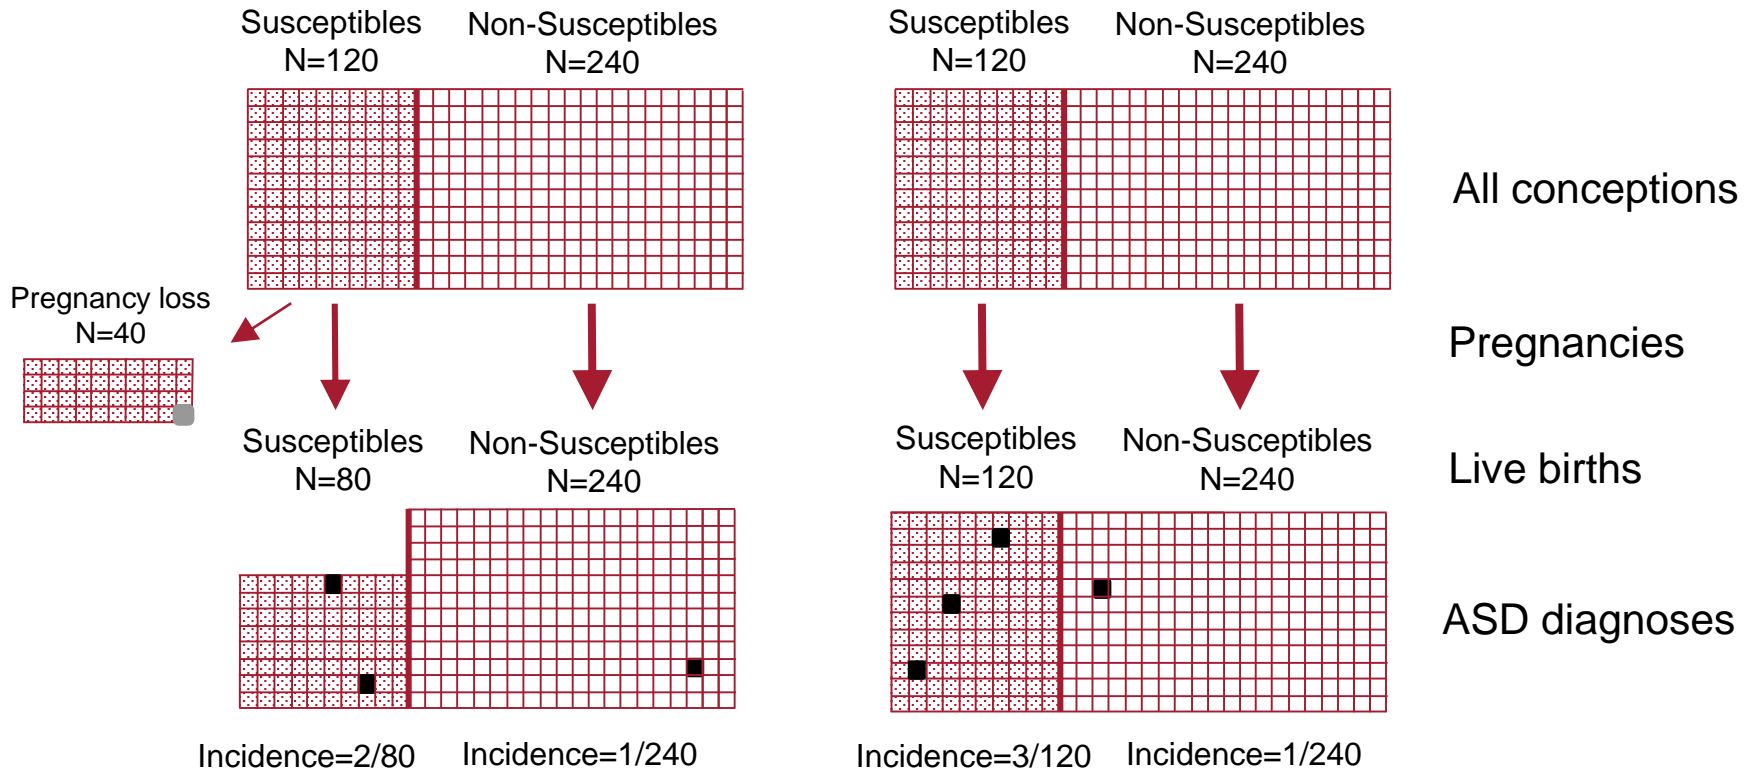 Susceptibles
N=120
Non-Susceptibles
N=240
Susceptibles
N=120
Non-Susceptibles
N=240
All conceptions
Pregnancy loss
N=40
Pregnancies
Susceptibles
N=80
Non-Susceptibles
N=240
Susceptibles
N=120
Non-Susceptibles
N=240
Live births
ASD diagnoses
Incidence=2/80
Incidence=1/240
Incidence=3/120
Incidence=1/240